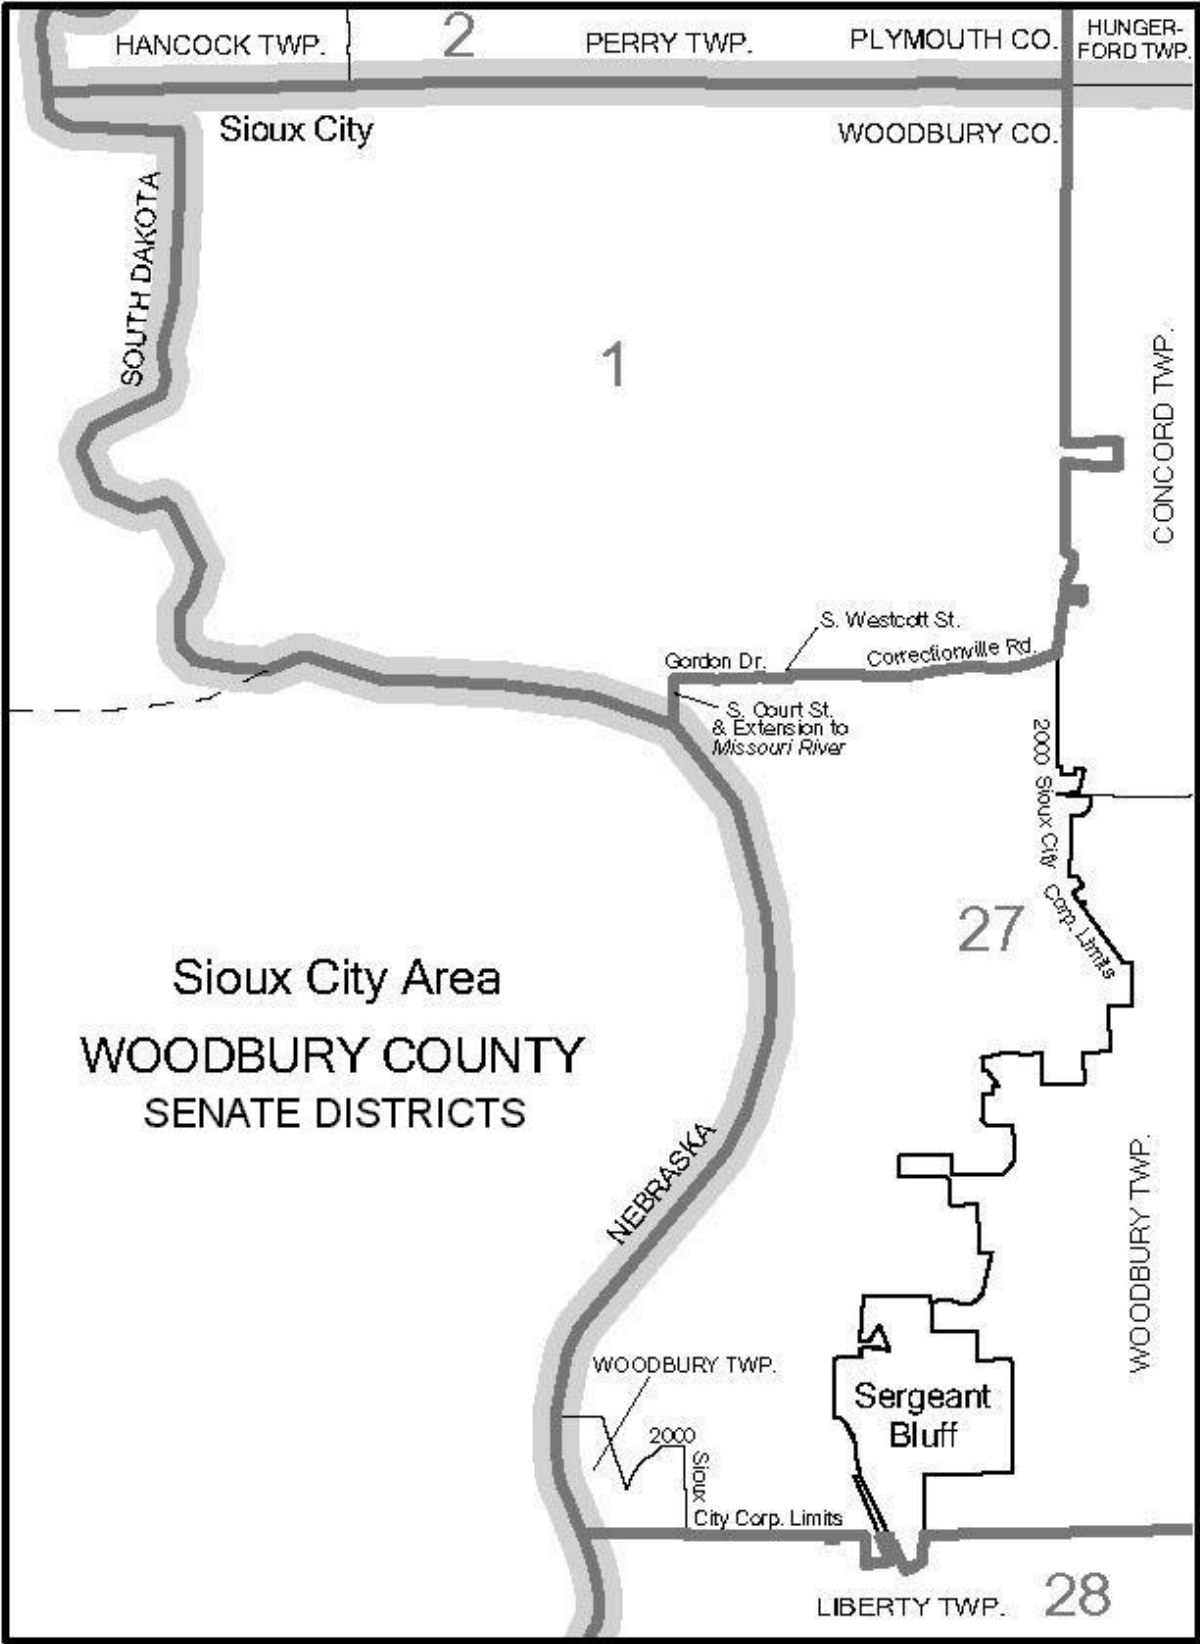 HANCOCK TWP.
2
PERRY TWP.
PLYMOUTH CO.
HUNGER-
FORD TWP.
Sioux City
WOODBURY CO.
SOUTH DAKOTA
1
CONCORD TWP.
S. Westcott St.
Gordon Dr.
Correctionville Rd.
S. Court St.
& Extension to
Missouri River
2000 Sioux City Corp. Limits
27
Sioux City Area
WOODBURY COUNTY
SENATE DISTRICTS
NEBRASKA
WOODBURY TWP.
WOODBURY TWP.
Sergeant
Bluff
2000
Sioux
City Corp. Limits
LIBERTY TWP.
28